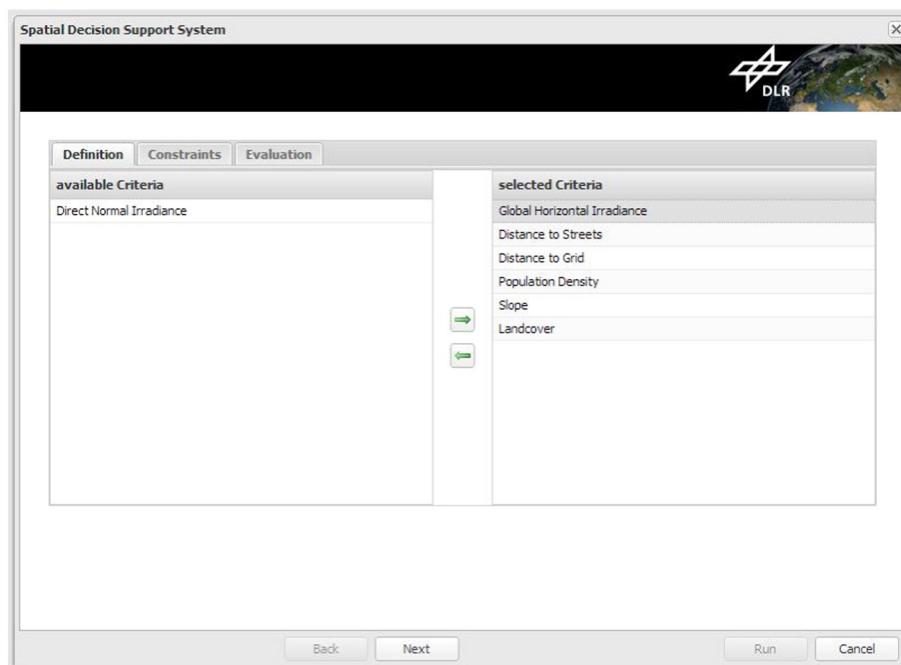 Spatial Decision Support System
DLR
Definition Constraints Evaluation
available Criteria
selected Criteria
Direct Normal Irradiance
Global Horizontal Irradiance
Distance to Streets
Distance to Grid
Population Density
Slope
Landcover
Back Next Run Cancel